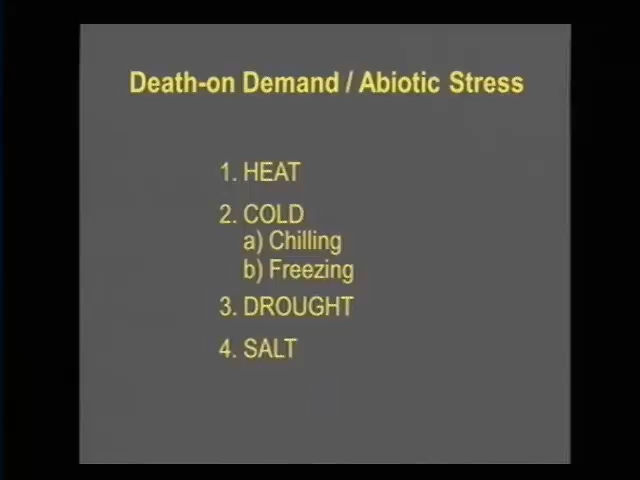 Death-on Demand / Abiotic Stress
1. HEAT
2. COLD
a) Chilling
b) Freezing
3. DROUGHT
4. SALT